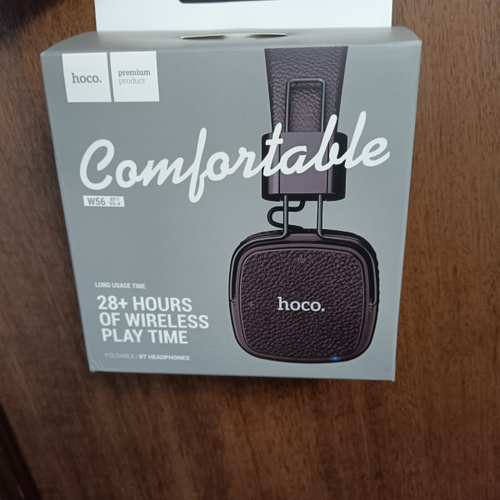 hoco.
premium
product
Comfortable
W56
LONG USAGE TIME
28+ HOURS
OF WIRELESS
PLAY TIME
FOLDABLE | BT HEADPHONES
hoco.